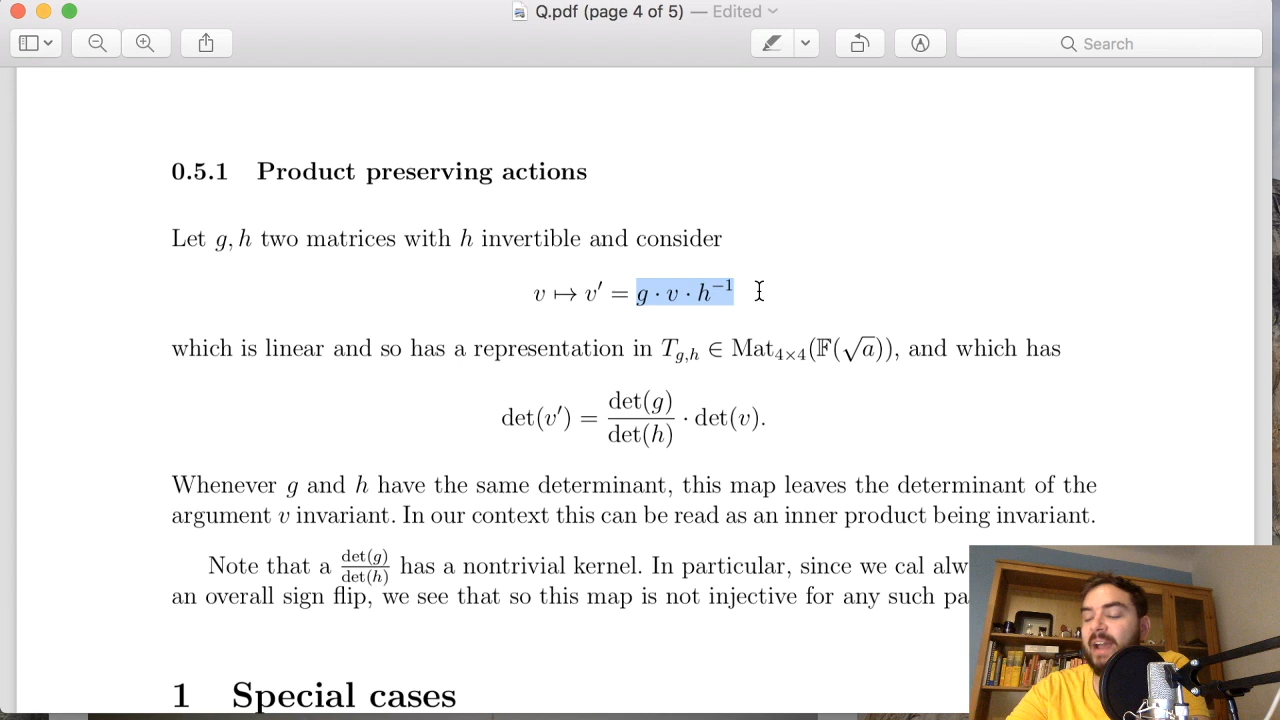 Q.pdf (page 4 of 5) — Edited
Search
0.5.1 Product preserving actions
Let g, h two matrices with h invertible and consider
v ↦ v′ = g · v · h⁻¹
which is linear and so has a representation in T_{g,h} ∈ Mat_{4×4}(𝔽(√a)), and which has
det(v′) = det(g)/det(h) · det(v).
Whenever g and h have the same determinant, this map leaves the determinant of the
argument v invariant. In our context this can be read as an inner product being invariant.
Note that a det(g)/det(h) has a nontrivial kernel. In particular, since we cal
an overall sign flip, we see that so this map is not injective for any such
1 Special cases